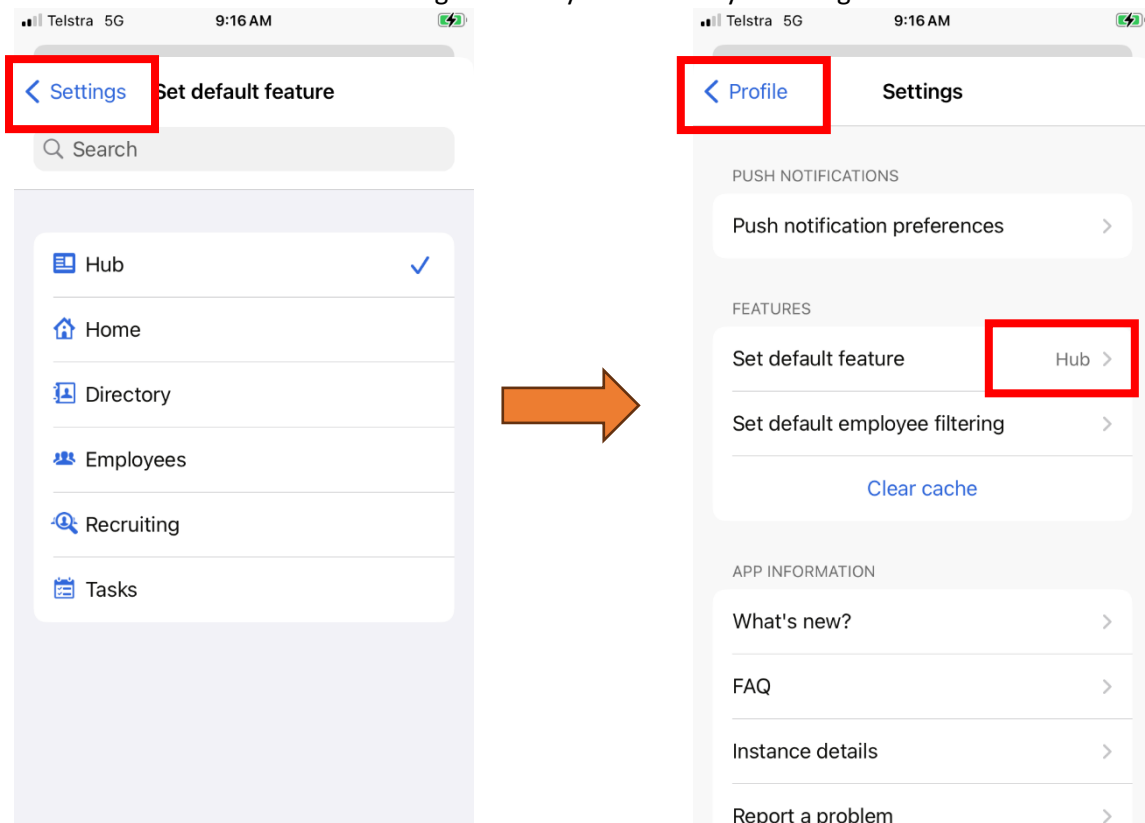 Telstra 5G 9:16 AM
Settings Set default feature
Search
Hub
Home
Directory
Employees
Recruiting
Tasks
Telstra 5G 9:16 AM
Profile Settings
PUSH NOTIFICATIONS
Push notification preferences
FEATURES
Set default feature Hub
Set default employee filtering
Clear cache
APP INFORMATION
What's new?
FAQ
Instance details
Report a problem